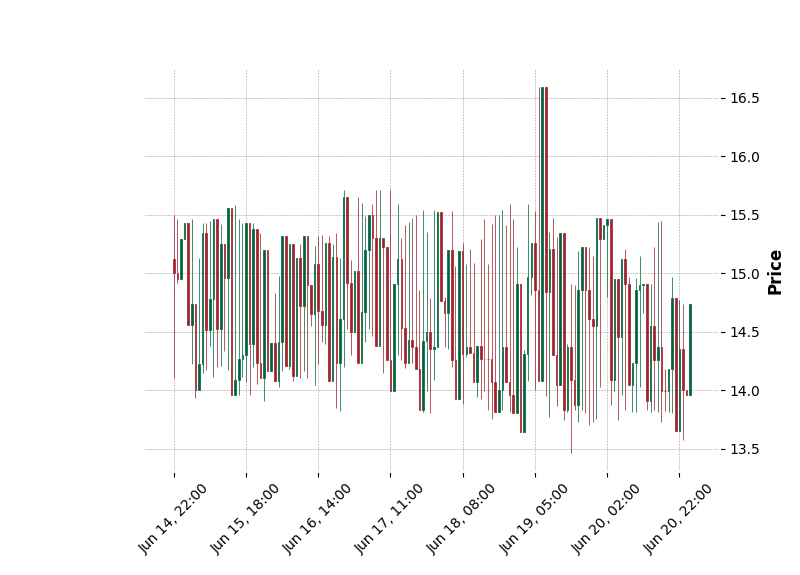 16.5
16.0
15.5
15.0
14.5
14.0
13.5
Price
Jun 14, 22:00
Jun 15, 18:00
Jun 16, 14:00
Jun 17, 11:00
Jun 18, 08:00
Jun 19, 05:00
Jun 20, 02:00
Jun 20, 22:00